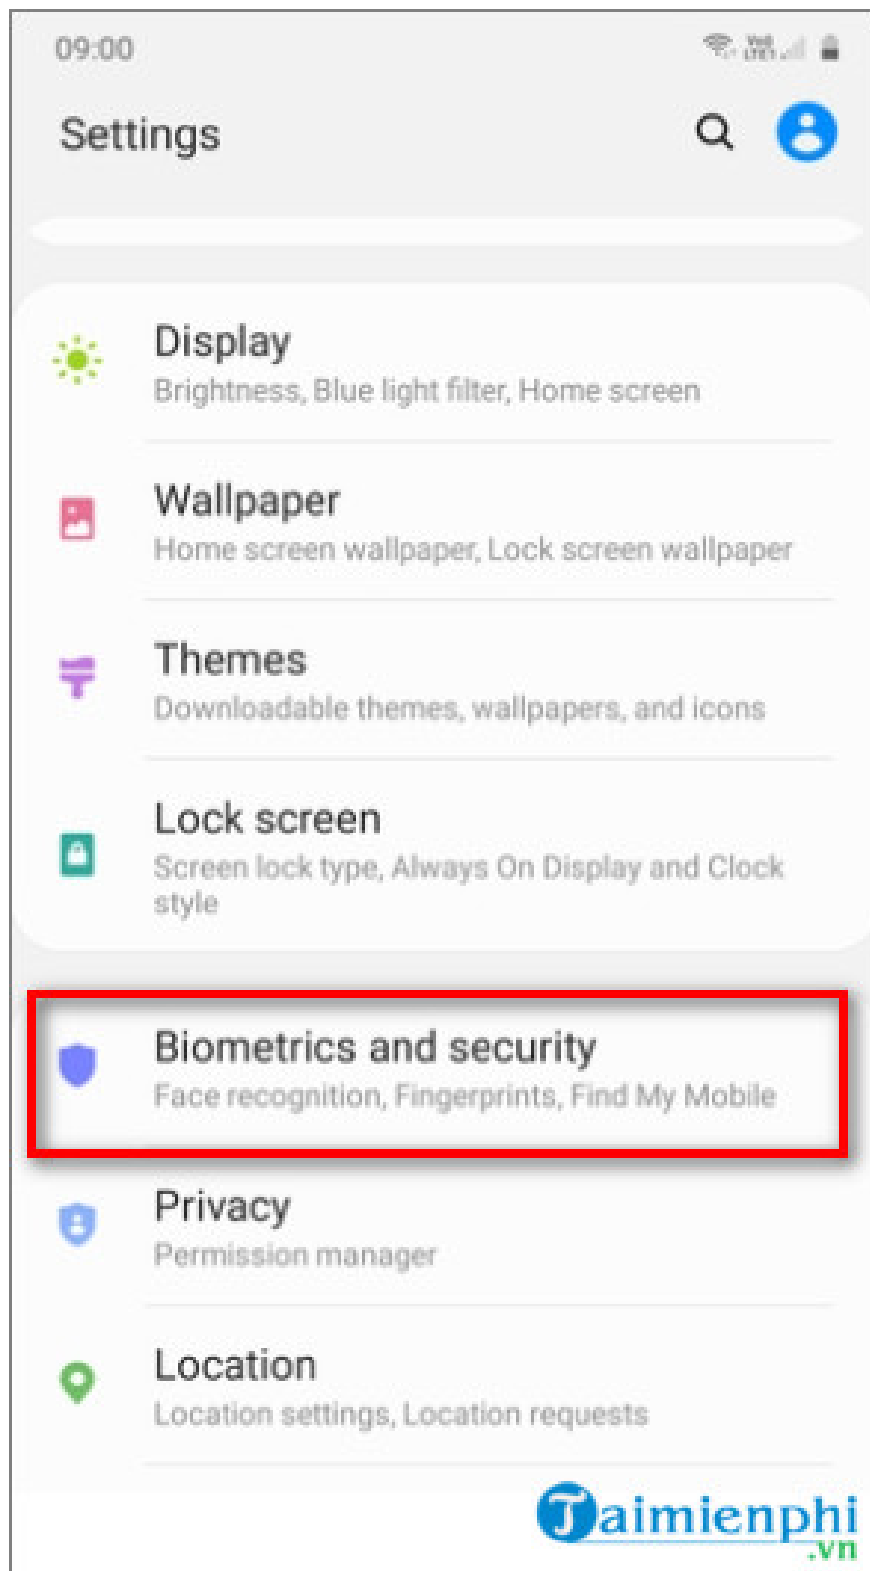 09:00
Settings
Display
Brightness, Blue light filter, Home screen
Wallpaper
Home screen wallpaper, Lock screen wallpaper
Themes
Downloadable themes, wallpapers, and icons
Lock screen
Screen lock type, Always On Display and Clock
style
Biometrics and security
Face recognition, Fingerprints, Find My Mobile
Privacy
Permission manager
Location
Location settings, Location requests
Taimienphi
.vn